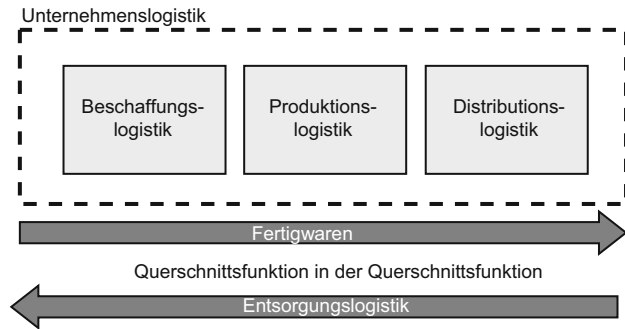 Unternehmenslogistik
Beschaffungs-
logistik
Produktions-
logistik
Distributions-
logistik
Fertigwaren
Querschnittsfunktion in der Querschnittsfunktion
Entsorgungslogistik